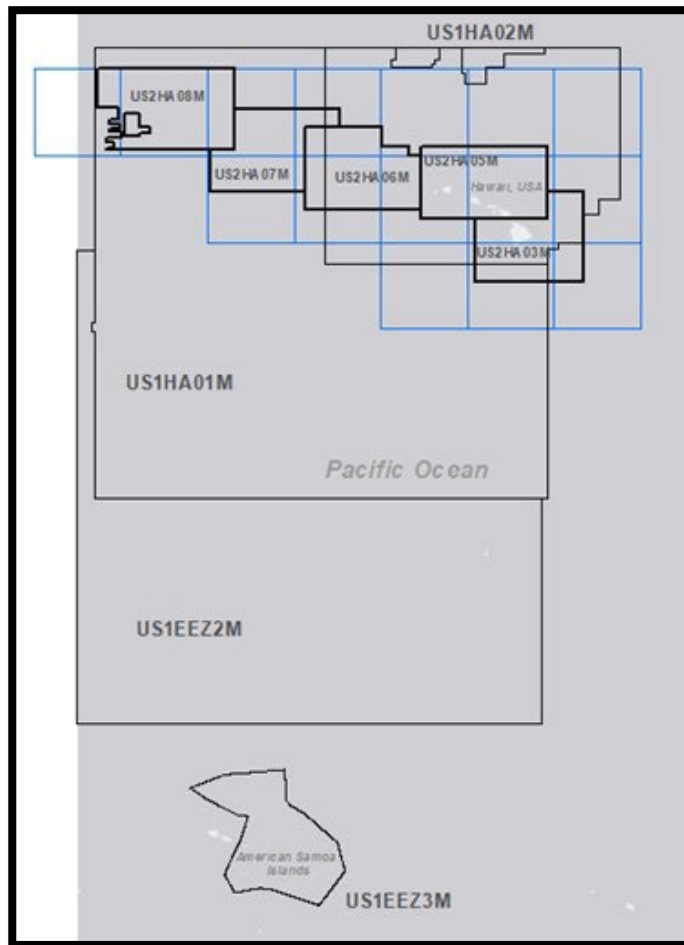 US1HA02M
US2HA08M
US2HA05M
US2HA07M
US2HA06M
Hawaii, USA
US2HA03M
US1HA01M
Pacific Ocean
US1EEZ2M
American Samoa
Islands
US1EEZ3M